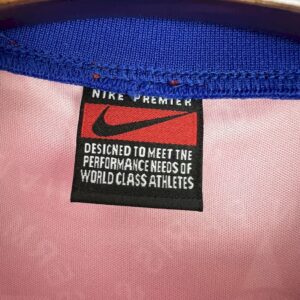 NIKE PREMIER
DESIGNED TO MEET THE
PERFORMANCE NEEDS OF
WORLD CLASS ATHLETES